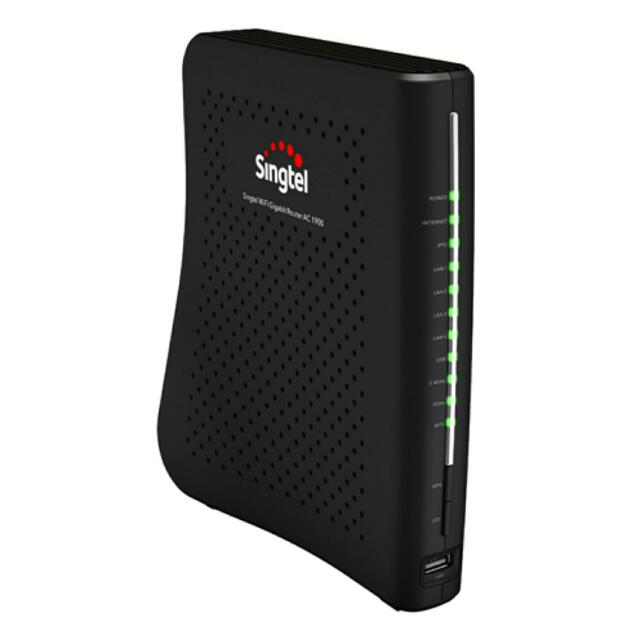 Singtel
Singtel WiFi Gigabit Router AC 1900
POWER
INTERNET
IPTV
LAN 1
LAN 2
LAN 3
LAN 4
USB
WPS